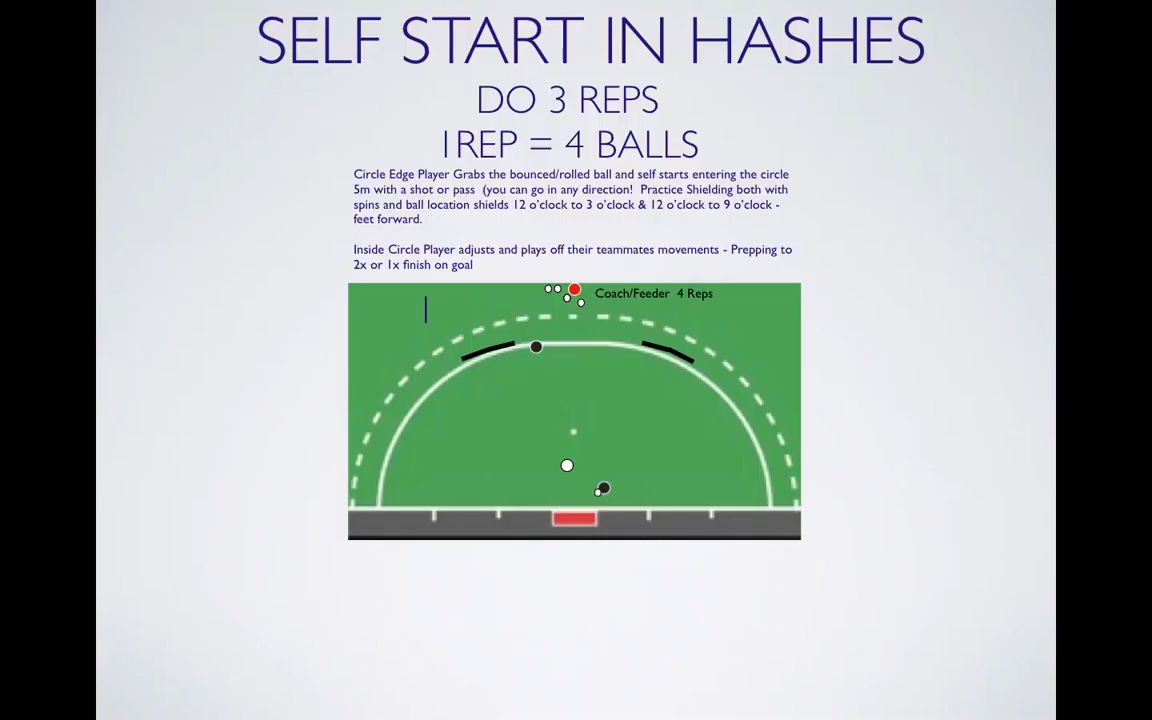 SELF START IN HASHES
DO 3 REPS
1REP = 4 BALLS
Circle Edge Player Grabs the bounced/rolled ball and self starts entering the circle
5m with a shot or pass  (you can go in any direction!  Practice Shielding both with
spins and ball location shields 12 o'clock to 3 o'clock & 12 o'clock to 9 o'clock -
feet forward.
Inside Circle Player adjusts and plays off their teammates movements - Prepping to
2x or 1x finish on goal
Coach/Feeder  4 Reps